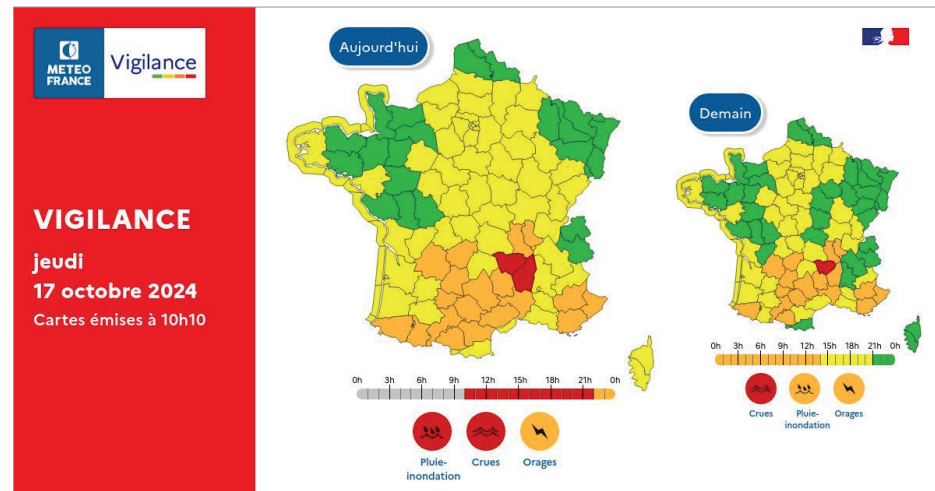 METEO
FRANCE
Vigilance
VIGILANCE
jeudi
17 octobre 2024
Cartes émises à 10h10
Aujourd'hui
0h 3h 6h 9h 12h 15h 18h 21h 0h
Pluie-
inondation
Crues
Orages
Demain
0h 3h 6h 9h 12h 15h 18h 21h 0h
Crues
Pluie-
inondation
Orages